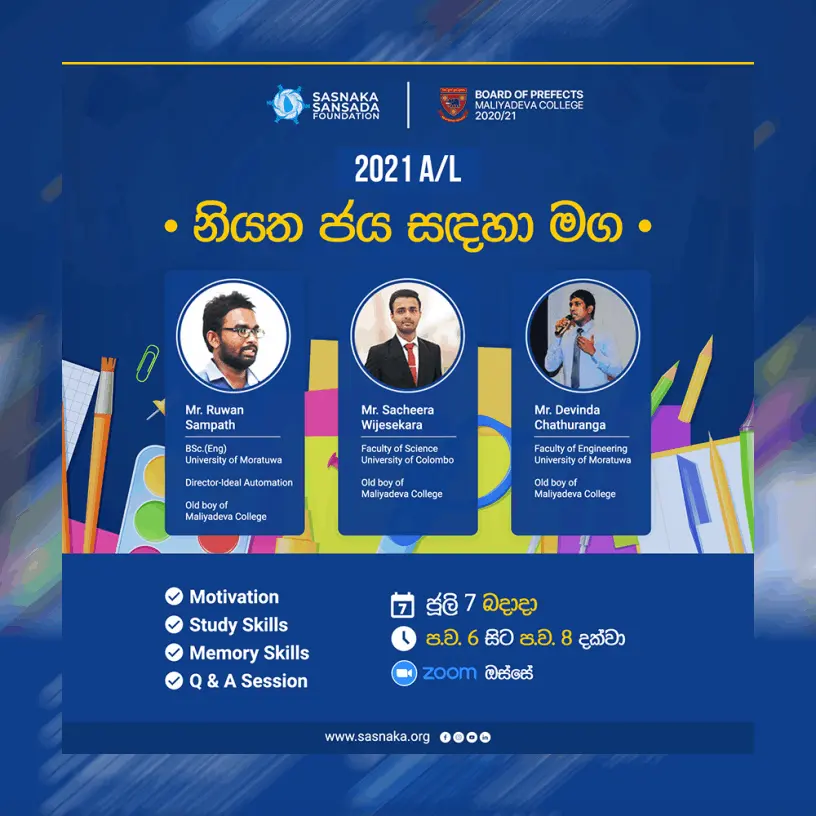 SASNAKA
SANSADA
FOUNDATION
BOARD OF PREFECTS
MALIYADEVA COLLEGE
2020/21
2021 A/L
• නියත ජය සඳහා මග •
Mr. Ruwan
Sampath
BSc.(Eng)
University of Moratuwa
Director-Ideal Automation
Old boy of
Maliyadeva College
Mr. Sacheera
Wijesekara
Faculty of Science
University of Colombo
Old boy of
Maliyadeva College
Mr. Devinda
Chathuranga
Faculty of Engineering
University of Moratuwa
Old boy of
Maliyadeva College
Motivation
Study Skills
Memory Skills
Q & A Session
7 ජූලි 7 බදාදා
ප.ව. 6 සිට ප.ව. 8 දක්වා
zoom ඔස්සේ
www.sasnaka.org